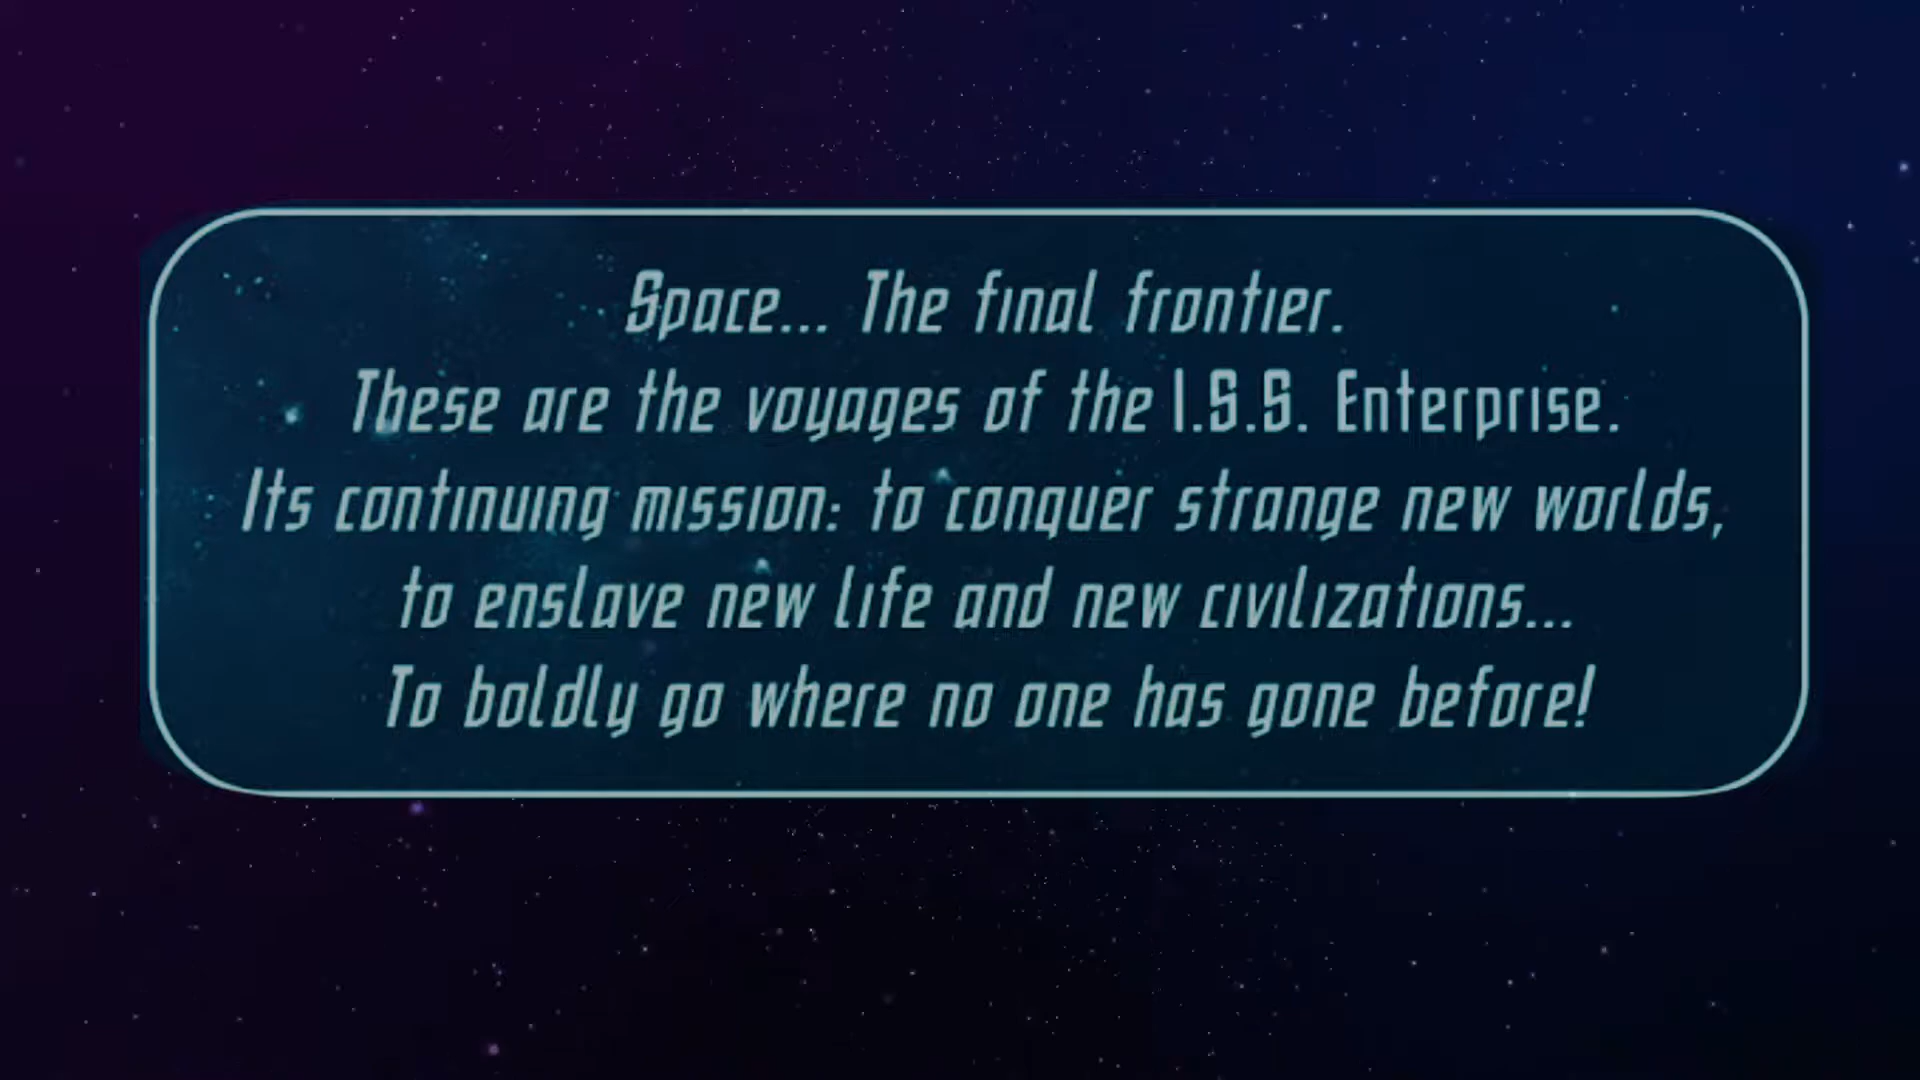 Space... The final frontier.
These are the voyages of the I.S.S. Enterprise.
Its continuing mission: to conquer strange new worlds,
to enslave new life and new civilizations...
To boldly go where no one has gone before!